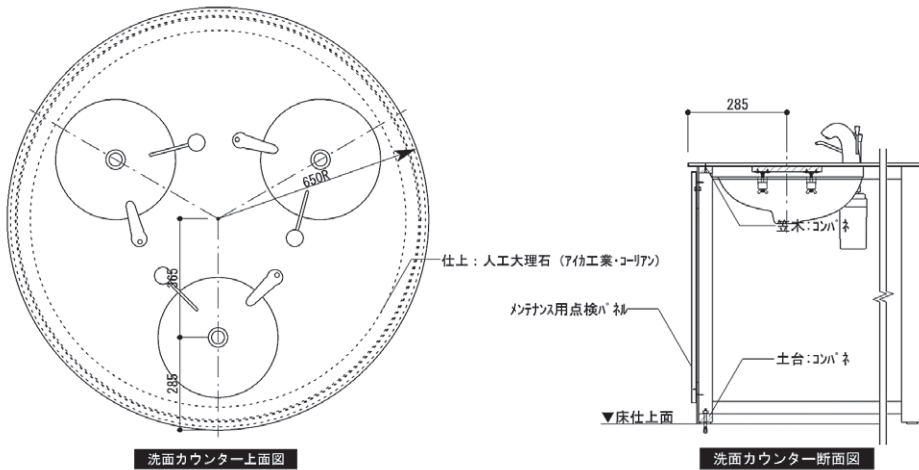 285
650R
365
285
仕上：人工大理石（ｱｲｶ工業・ｺｰﾘｱﾝ）
笠木:ｺﾝﾊﾟﾈ
ﾒﾝﾃﾅﾝｽ用点検ﾊﾟﾈﾙ
土台:ｺﾝﾊﾟﾈ
▼床仕上面
洗面カウンター上面図
洗面カウンター断面図